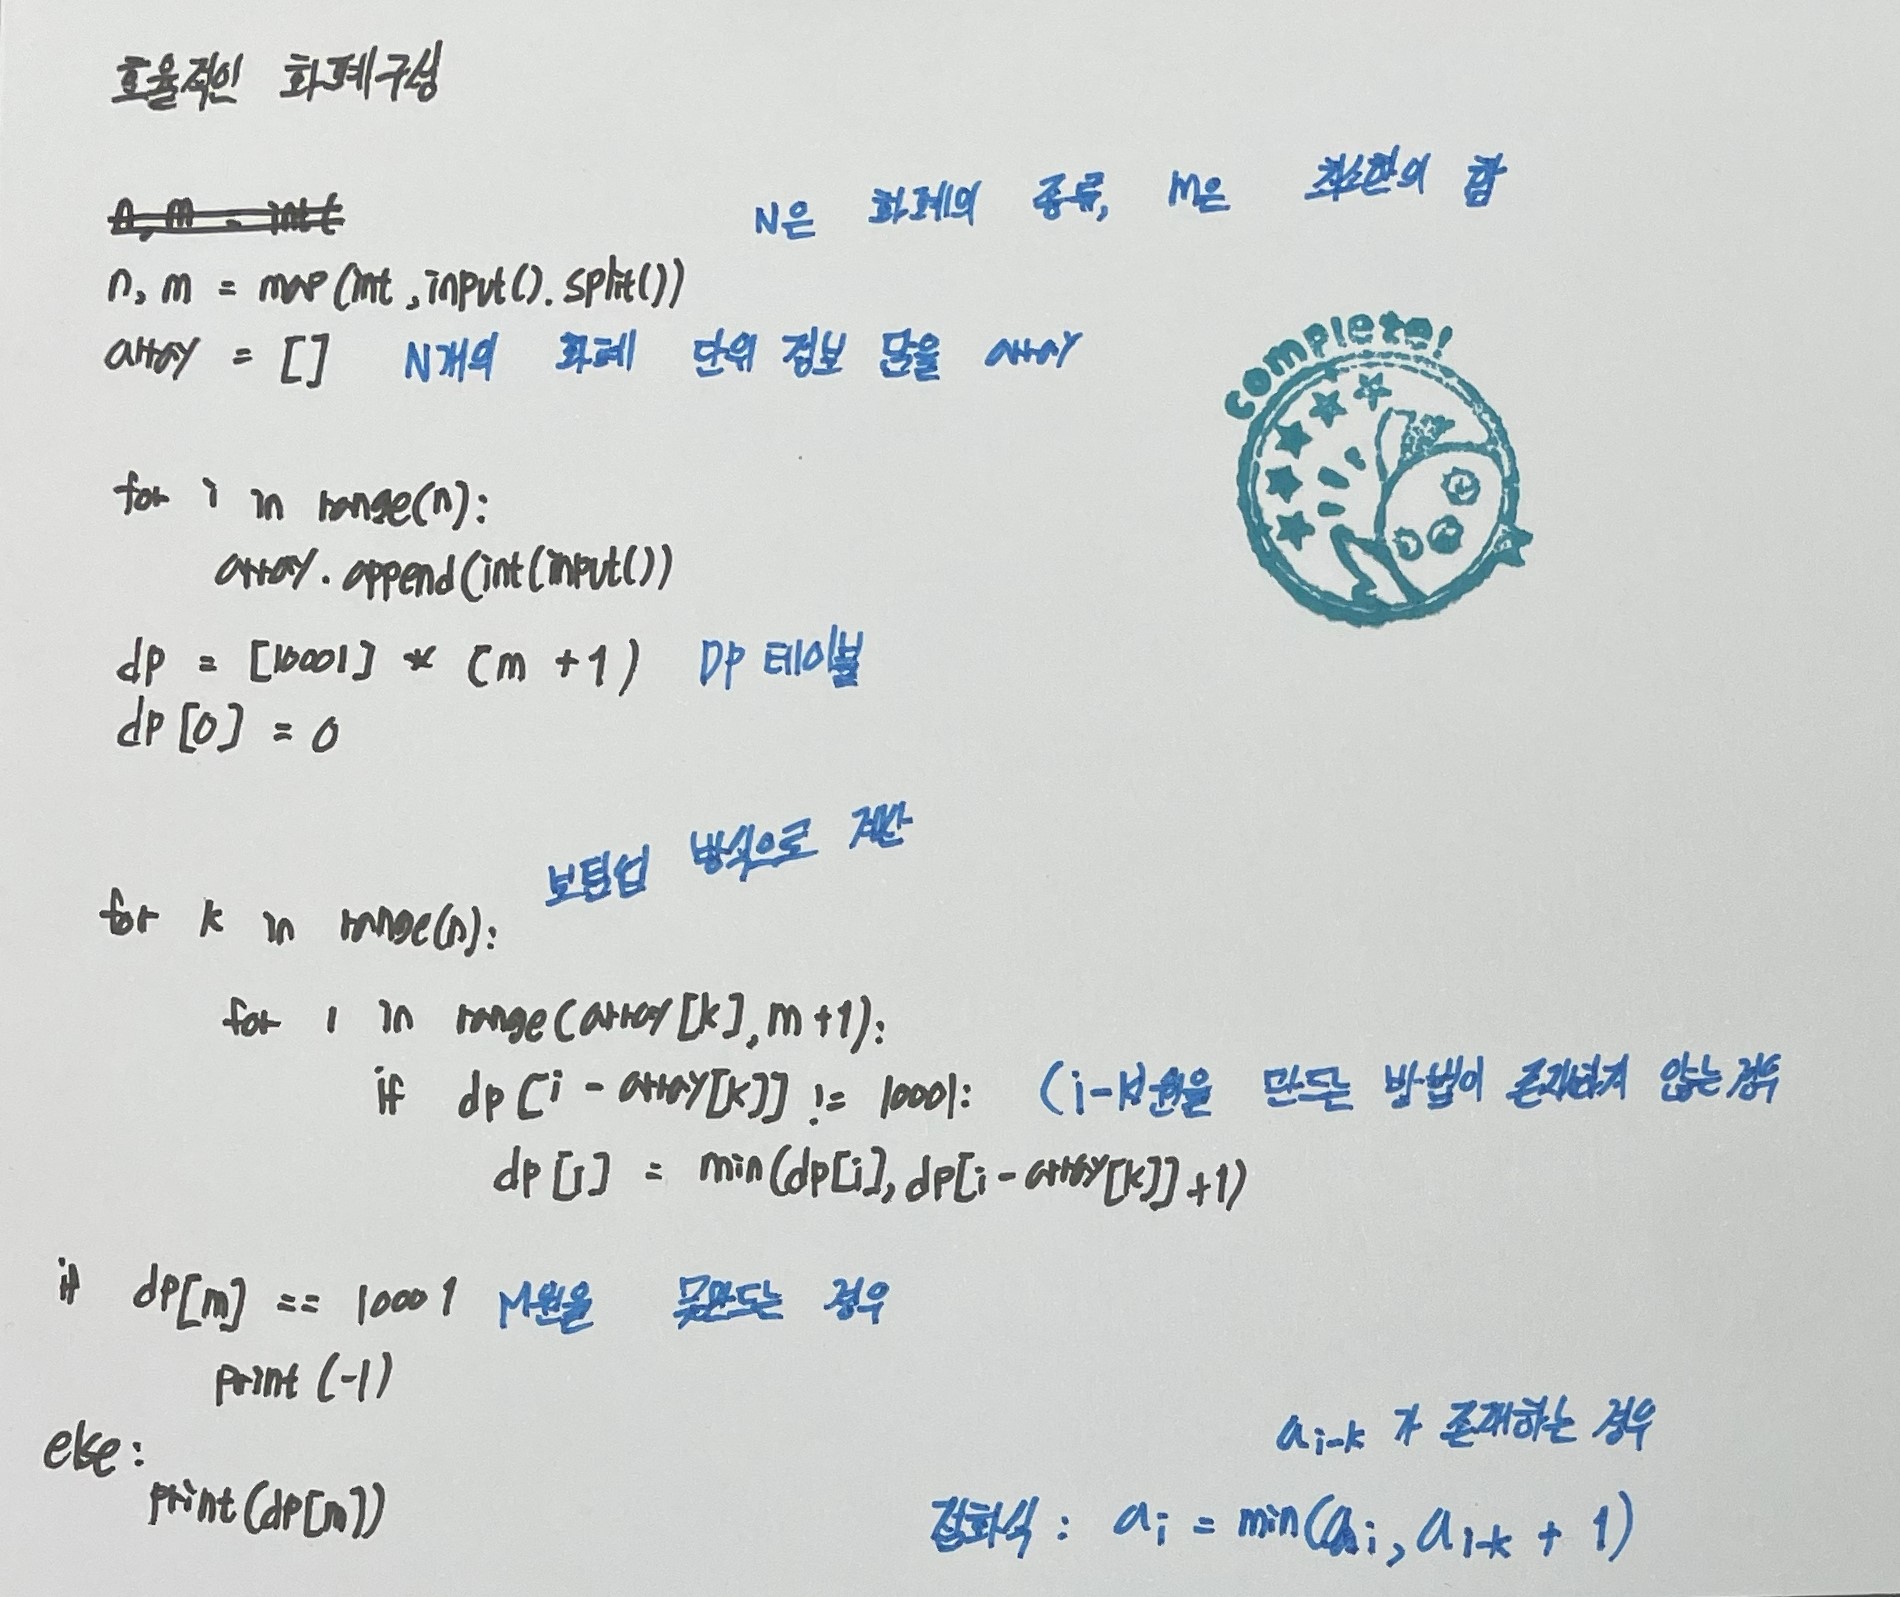 효율적인 화폐구성
n, m = int(
N은 화폐의 종류, M은 최소한의 합
n, m = map(int, input().split())
array = [] N개의 화폐 단위 정보 담을 array
complete!
for i in range(n):
array.append(int(input())
dp = [10001] * (m + 1) DP 테이블
dp[0] = 0
보텀업 방식으로 계산
for k in range(n):
for i in range(array[k], m+1):
if dp[i - array[k]] != 10001: (i-k)원을 만드는 방법이 존재하지 않는 경우
dp[i] = min(dp[i], dp[i - array[k]] +1)
if dp[m] == 10001 M원을 못만드는 경우
print(-1)
else:
print(dp[m])
a i-k 가 존재하는 경우
점화식 : a i = min(a i, a i-k + 1)